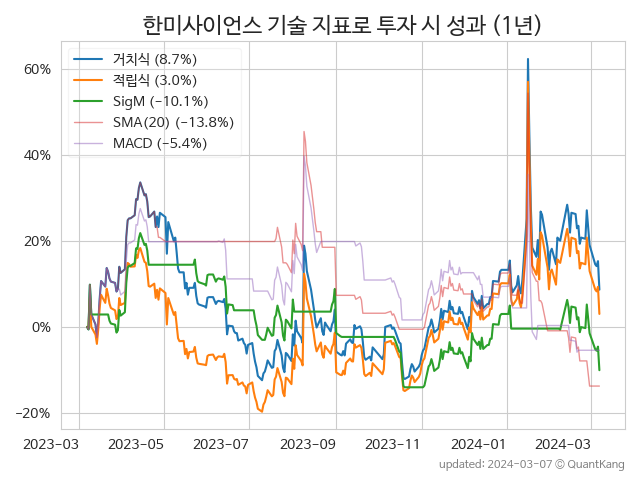 한미사이언스 기술 지표로 투자 시 성과 (1년)
거치식 (8.7%)
적립식 (3.0%)
SigM (−10.1%)
SMA(20) (−13.8%)
MACD (−5.4%)
60%
40%
20%
0%
−20%
2023-03 2023-05 2023-07 2023-09 2023-11 2024-01 2024-03
updated: 2024-03-07 © QuantKang